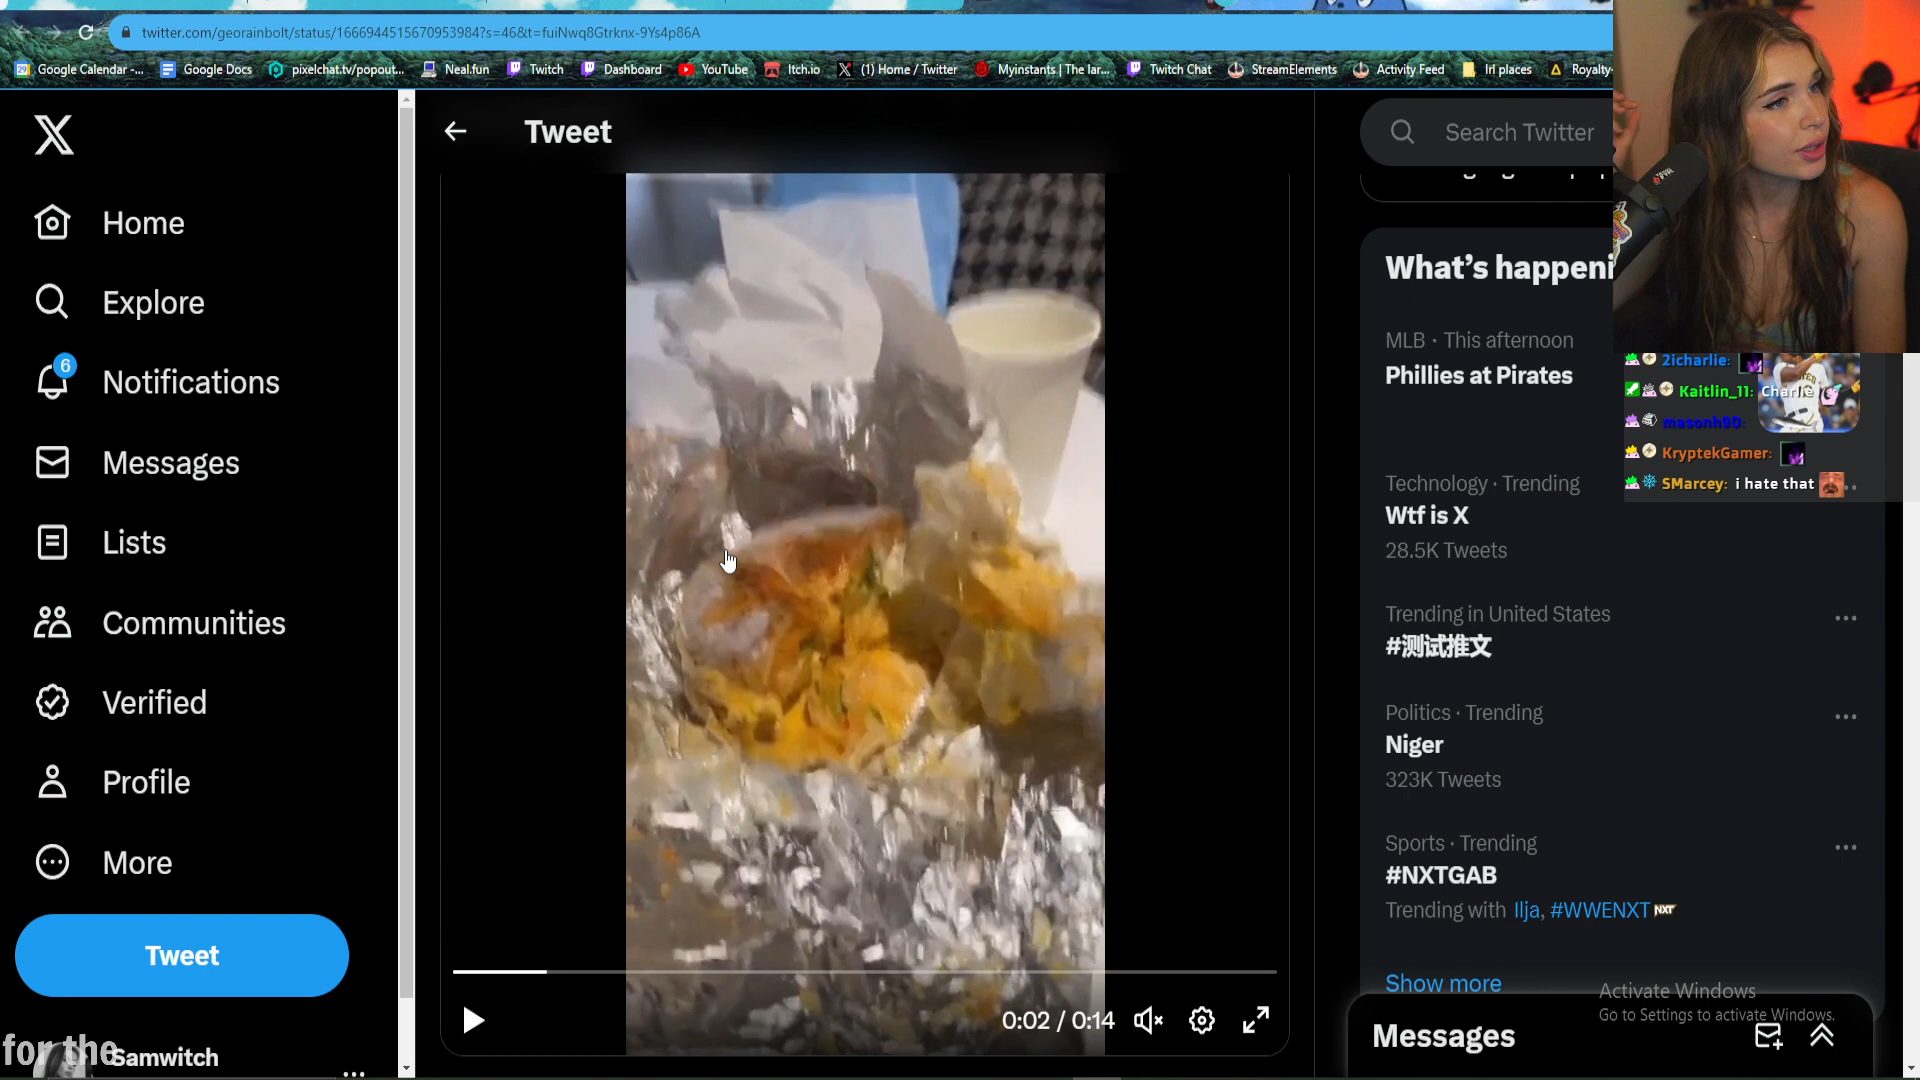 twitter.com/georainbolt/status/1666944515670953984?s=46&t=fuiNwq8Gtrknx-9Ys4p86A
Google Calendar -...
Google Docs
pixelchat.tv/popout...
Neal.fun
Twitch
Dashboard
YouTube
Itch.io
(1) Home / Twitter
Myinstants | The lar...
Twitch Chat
StreamElements
Activity Feed
Irl places
Royalty-
Tweet
Search Twitter
Home
Explore
6
Notifications
Messages
Lists
Communities
Verified
Profile
More
Tweet
for the
Samwitch
0:02 / 0:14
What's happeni
MLB · This afternoon
Phillies at Pirates
Technology · Trending
Wtf is X
28.5K Tweets
Trending in United States
#测试推文
Politics · Trending
Niger
323K Tweets
Sports · Trending
#NXTGAB
Trending with Ilja, #WWENXT NXT
Show more
2icharlie:
Kaitlin_11: Charlie
masonh90:
KryptekGamer:
SMarcey: i hate that
Activate Windows
Go to Settings to activate Windows.
Messages